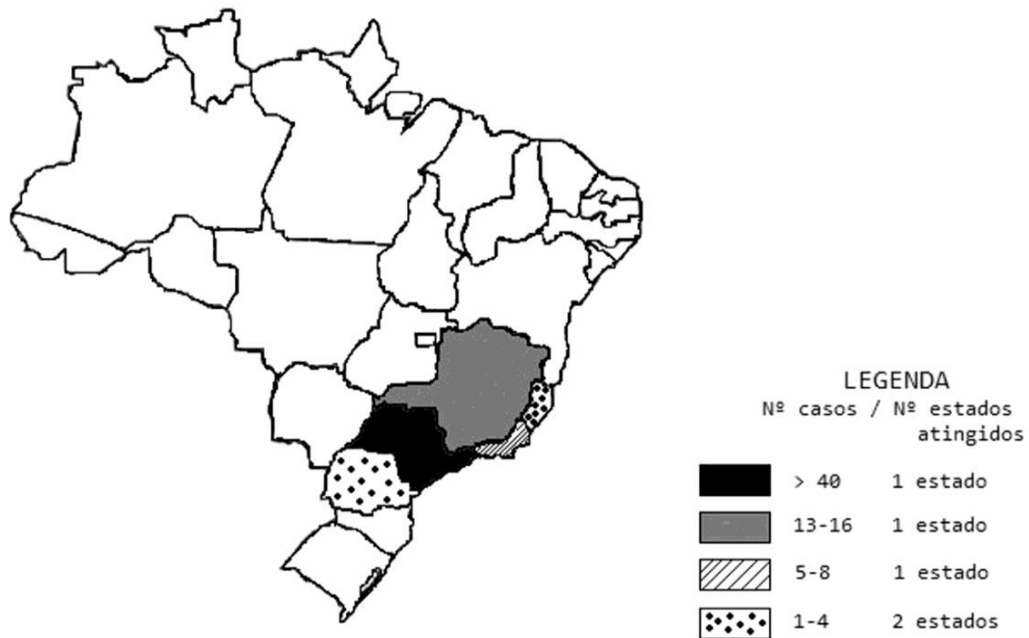 LEGENDA
Nº casos / Nº estados
atingidos
> 40 1 estado
13-16 1 estado
5-8 1 estado
1-4 2 estados